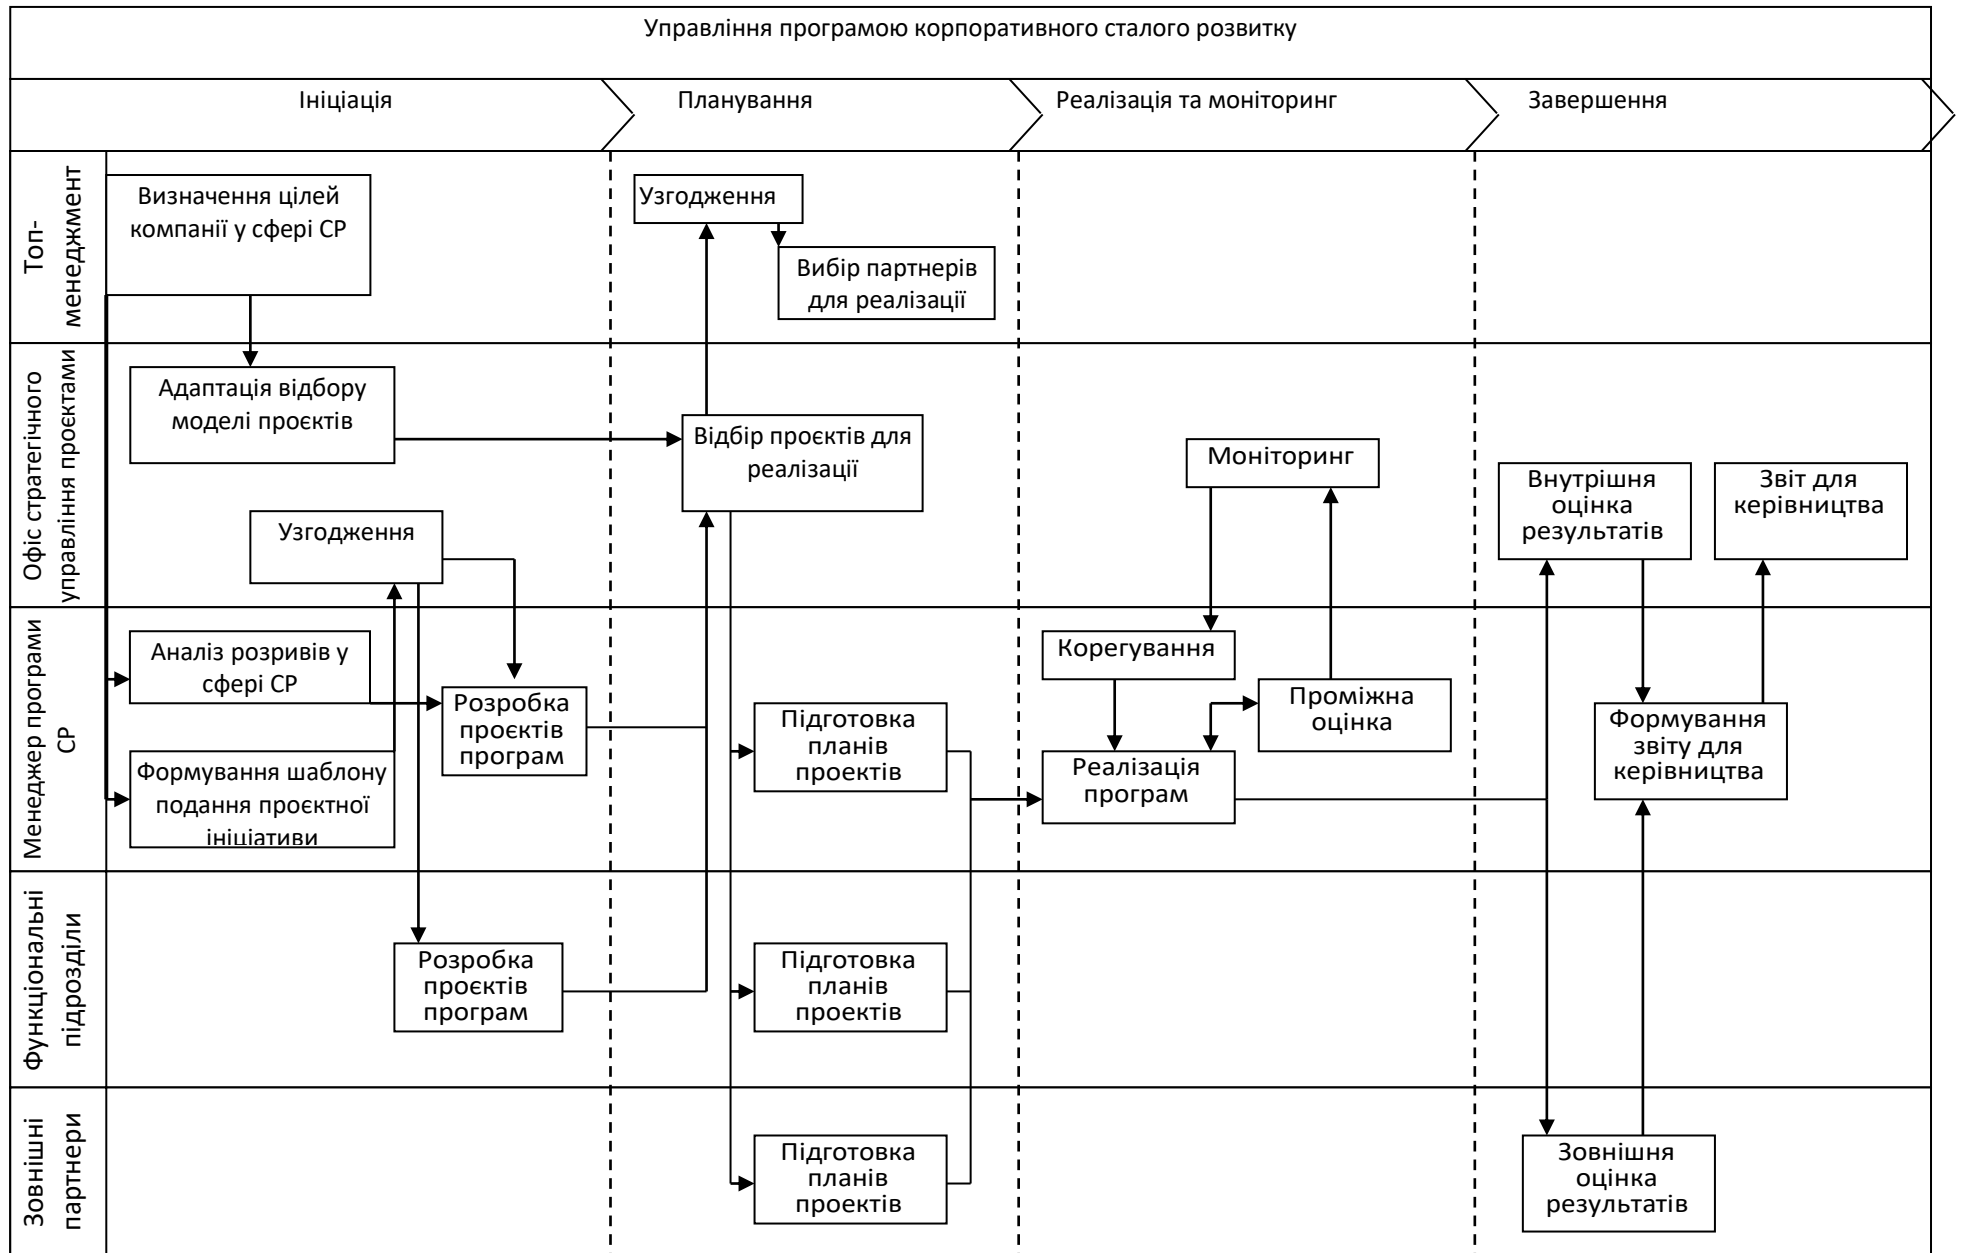 Управління програмою корпоративного сталого розвитку
Ініціація
Планування
Реалізація та моніторинг
Завершення
Топ-
менеджмент
Визначення цілей
компанії у сфері СР
Узгодження
Вибір партнерів
для реалізації
Офіс стратегічного
управління проєктами
Адаптація відбору
моделі проєктів
Узгодження
Відбір проєктів для
реалізації
Моніторинг
Внутрішня
оцінка
результатів
Звіт для
керівництва
Менеджер програми
СР
Аналіз розривів у
сфері СР
Формування шаблону
подання проєктної
ініціативи
Розробка
проєктів
програм
Підготовка
планів
проектів
Корегування
Проміжна
оцінка
Реалізація
програм
Формування
звіту для
керівництва
Функціональні
підрозділи
Розробка
проєктів
програм
Підготовка
планів
проектів
Зовнішні
партнери
Підготовка
планів
проектів
Зовнішня
оцінка
результатів